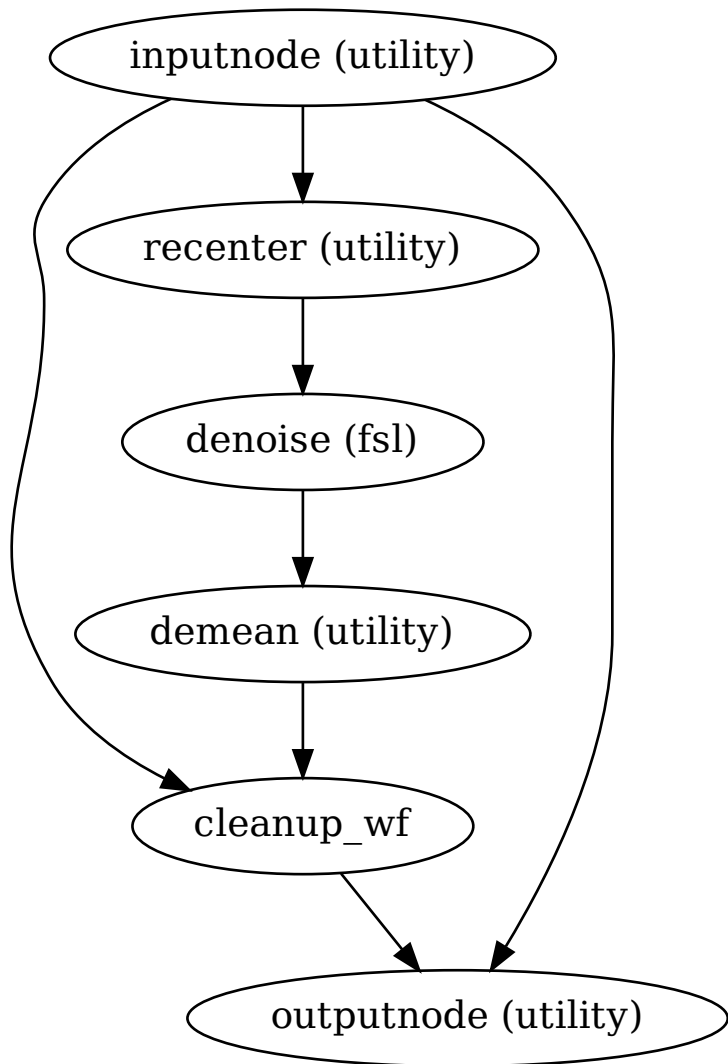 inputnode (utility)
recenter (utility)
denoise (fsl)
demean (utility)
cleanup_wf
outputnode (utility)